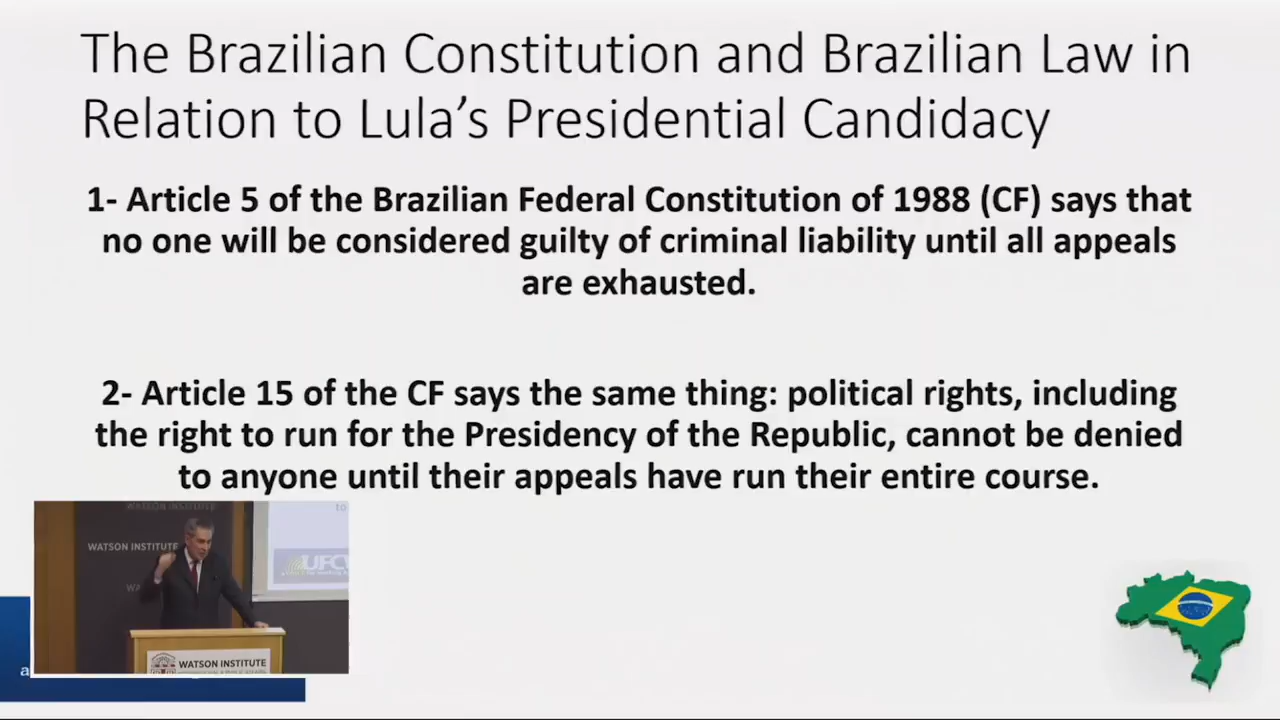 The Brazilian Constitution and Brazilian Law in
Relation to Lula's Presidential Candidacy
1- Article 5 of the Brazilian Federal Constitution of 1988 (CF) says that
no one will be considered guilty of criminal liability until all appeals
are exhausted.
2- Article 15 of the CF says the same thing: political rights, including
the right to run for the Presidency of the Republic, cannot be denied
to anyone until their appeals have run their entire course.
WATSON INSTITUTE
to
WATSON INSTITUTE
UFCW
WATSON INSTITUTE
a